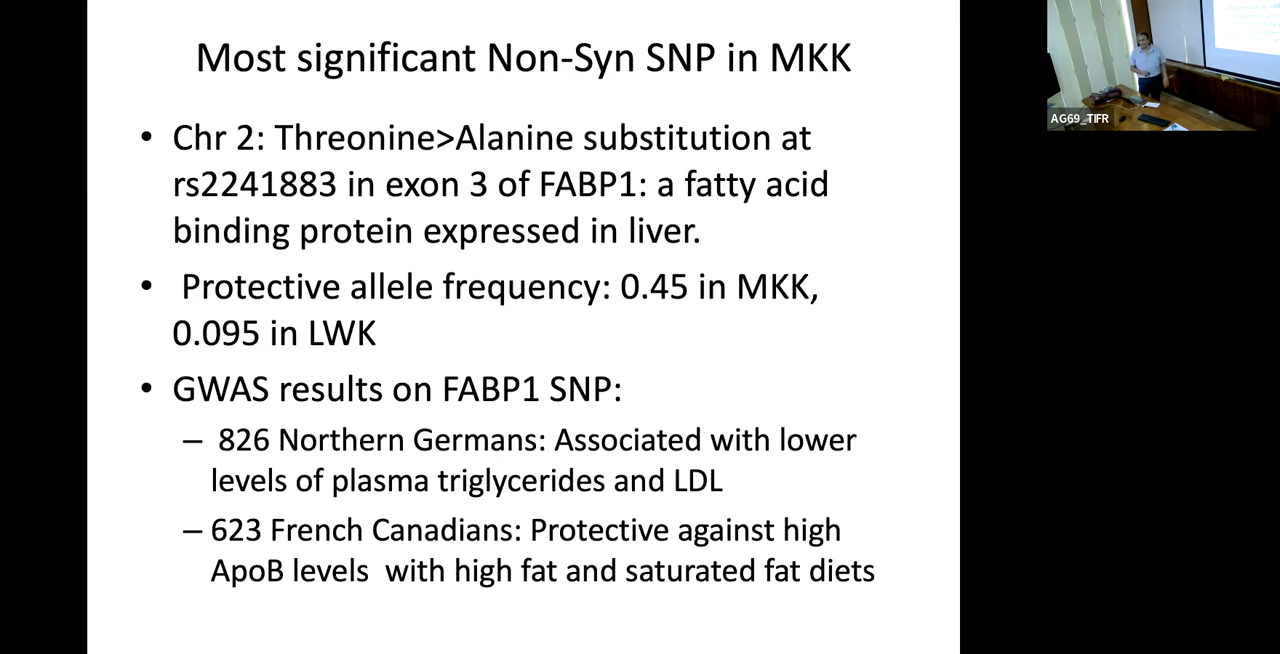 Most significant Non-Syn SNP in MKK
• Chr 2: Threonine>Alanine substitution at
rs2241883 in exon 3 of FABP1: a fatty acid
binding protein expressed in liver.
• Protective allele frequency: 0.45 in MKK,
0.095 in LWK
• GWAS results on FABP1 SNP:
– 826 Northern Germans: Associated with lower
levels of plasma triglycerides and LDL
– 623 French Canadians: Protective against high
ApoB levels with high fat and saturated fat diets
AG69_TIFR